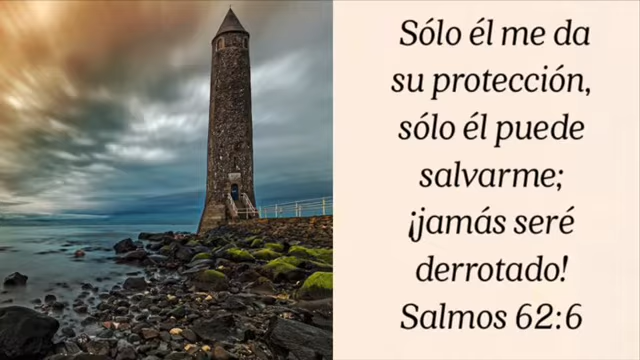 Sólo él me da
su protección,
sólo él puede
salvarme;
¡jamás seré
derrotado!
Salmos 62:6